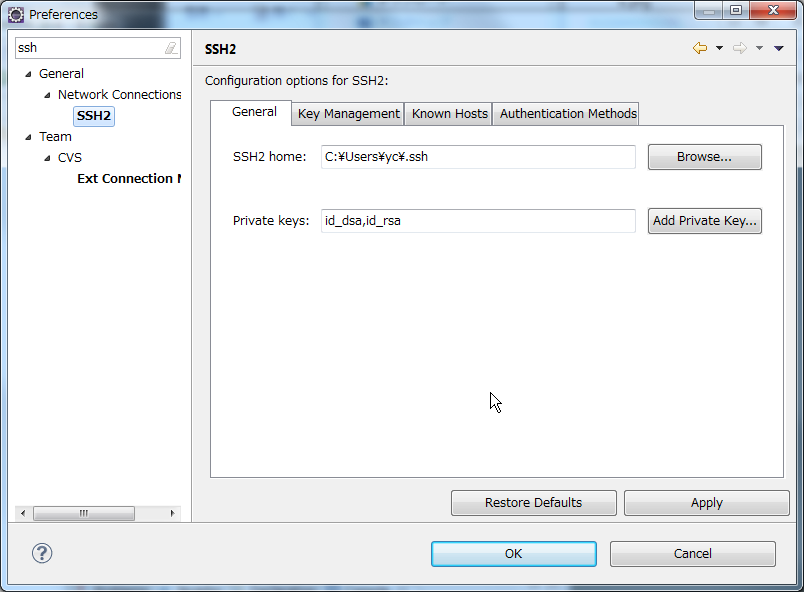 Preferences
ssh
General
Network Connections
SSH2
Team
CVS
Ext Connection
SSH2
Configuration options for SSH2:
General
Key Management
Known Hosts
Authentication Methods
SSH2 home:
C:¥Users¥yc¥.ssh
Browse...
Private keys:
id_dsa,id_rsa
Add Private Key...
Restore Defaults
Apply
?
OK
Cancel